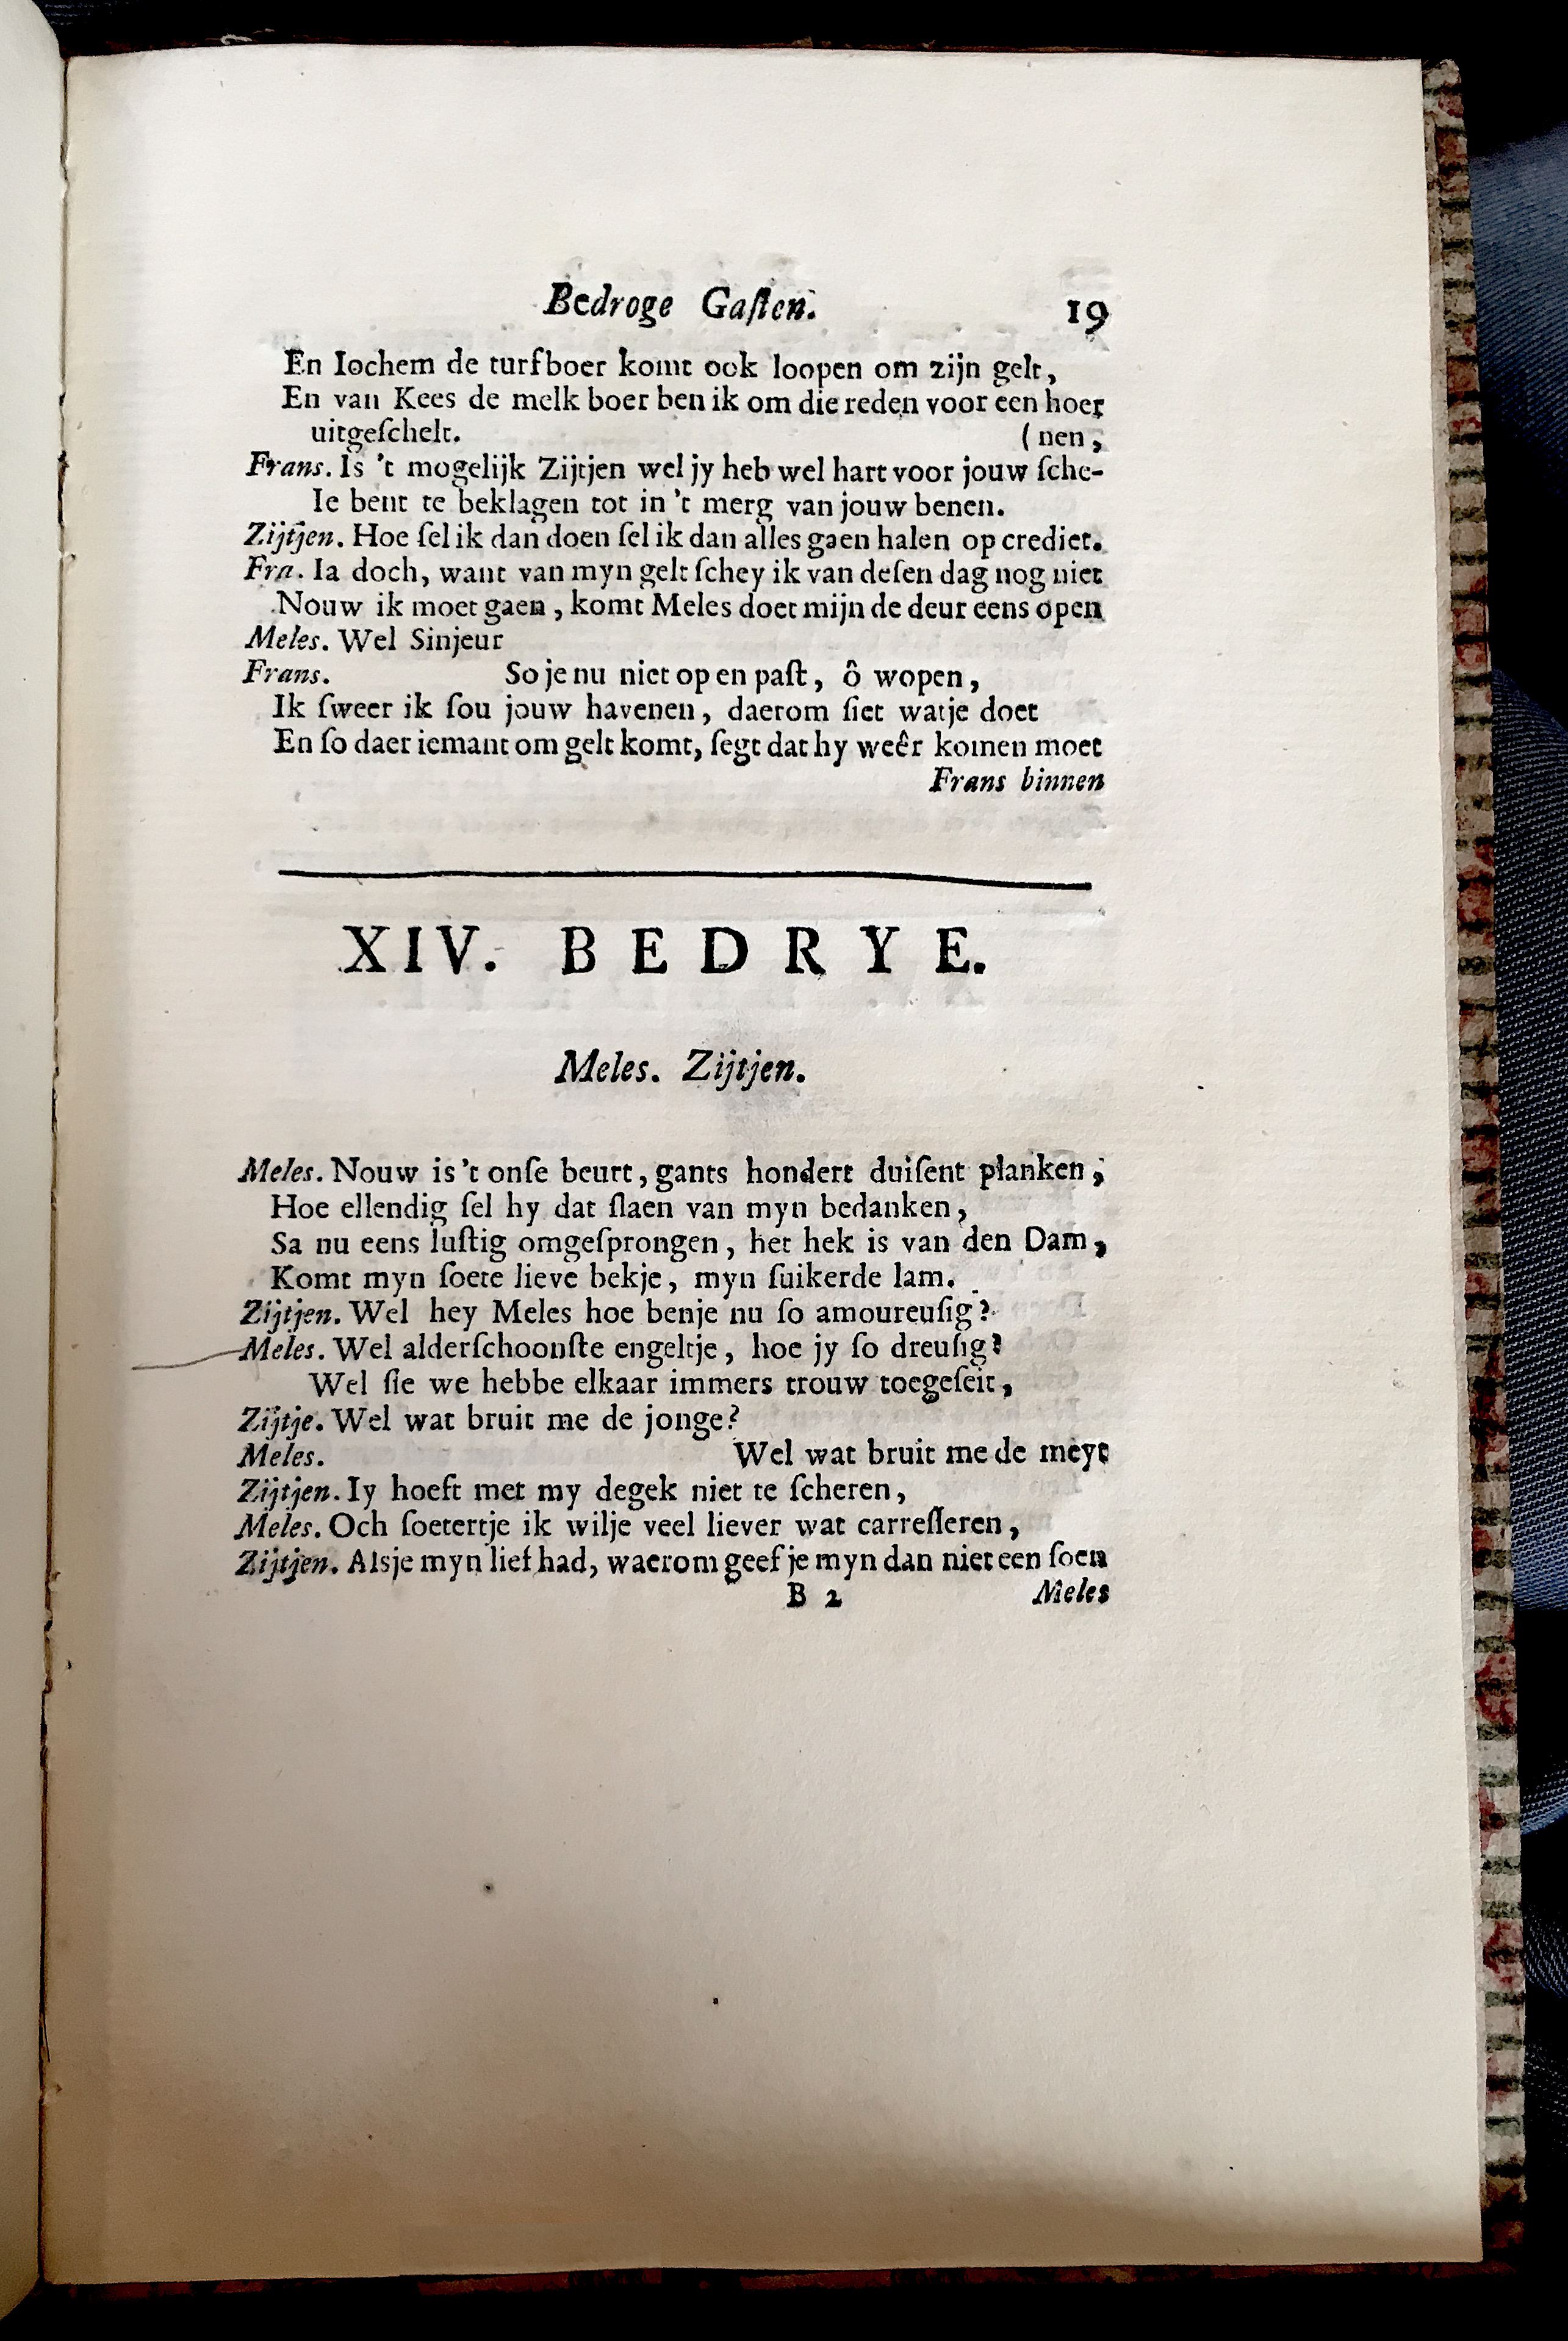 Bedroge Gaſten. 19
En Iochem de turfboer komt ook loopen om zijn gelt,
En van Kees de melk boer ben ik om die reden voor een hoer
uitgeſchelt. (nen,
Frans. Is 't mogelijk Zijtjen wel jy heb wel hart voor jouw ſche-
Ie bent te beklagen tot in 't merg van jouw benen.
Zijtjen. Hoe ſel ik dan doen ſel ik dan alles gaen halen op crediet.
Fra. Ia doch, want van myn gelt ſchey ik van deſen dag nog niet
Nouw ik moet gaen, komt Meles doet mijn de deur eens open
Meles. Wel Sinjeur
Frans. So je nu niet op en paſt, ô wopen,
Ik ſweer ik ſou jouw havenen, daerom ſiet watje doet
En ſo daer iemant om gelt komt, ſegt dat hy weêr komen moet
Frans binnen
XIV. BEDRYE.
Meles. Zijtjen.
Meles. Nouw is 't onſe beurt, gants hondert duiſent planken,
Hoe ellendig ſel hy dat ſlaen van myn bedanken,
Sa nu eens luſtig omgeſprongen, het hek is van den Dam,
Komt myn ſoete lieve bekje, myn ſuikerde lam.
Zijtjen. Wel hey Meles hoe benje nu ſo amoureuſig?
Meles. Wel alderſchoonſte engeltje, hoe jy ſo dreuſig?
Wel ſie we hebbe elkaar immers trouw toegeſeit,
Zijtje. Wel wat bruit me de jonge?
Meles. Wel wat bruit me de meyt
Zijtjen. Iy hoeft met my degek niet te ſcheren,
Meles. Och ſoetertje ik wilje veel liever wat carreſſeren,
Zijtjen. Alsje myn lief had, waerom geef je myn dan niet een ſoen
B 2 Meles